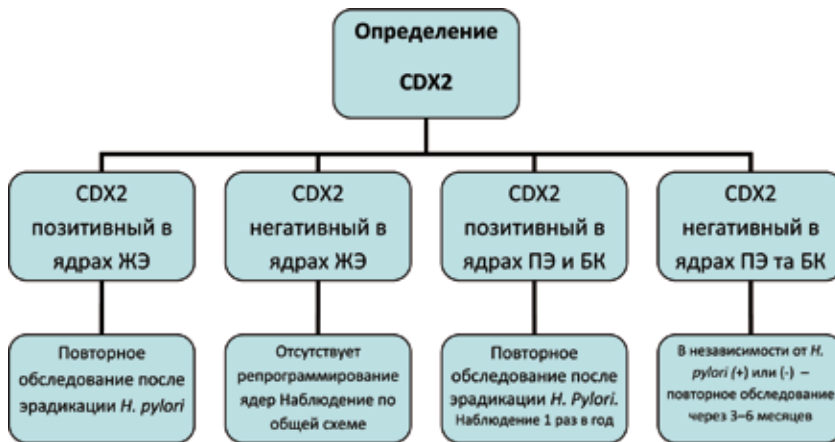 Определение
CDX2
CDX2
позитивный в
ядрах ЖЭ
CDX2
негативный в
ядрах ЖЭ
CDX2
позитивный в
ядрах ПЭ и БК
CDX2
негативный в
ядрах ПЭ та БК
Повторное
обследование после
эрадикации H. pylori
Отсутствует
репрограммирование
ядер Наблюдение по
общей схеме
Повторное
обследование после
эрадикации H. Pylori.
Наблюдение 1 раз в год
В независимости от H.
pylori (+) или (-) –
повторное обследование
через 3–6 месяцев